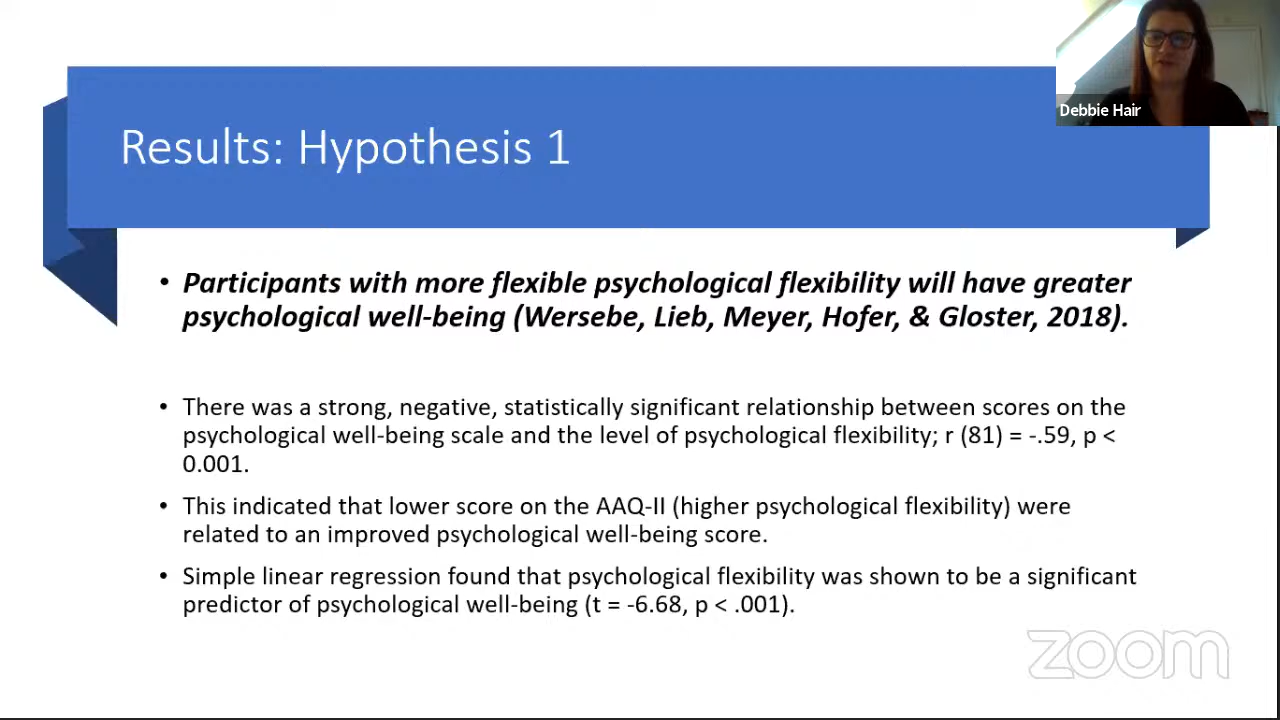 Debbie Hair
Results: Hypothesis 1
• Participants with more flexible psychological flexibility will have greater
psychological well-being (Wersebe, Lieb, Meyer, Hofer, & Gloster, 2018).
• There was a strong, negative, statistically significant relationship between scores on the
psychological well-being scale and the level of psychological flexibility; r (81) = -.59, p <
0.001.
• This indicated that lower score on the AAQ-II (higher psychological flexibility) were
related to an improved psychological well-being score.
• Simple linear regression found that psychological flexibility was shown to be a significant
predictor of psychological well-being (t = -6.68, p < .001).
zoom